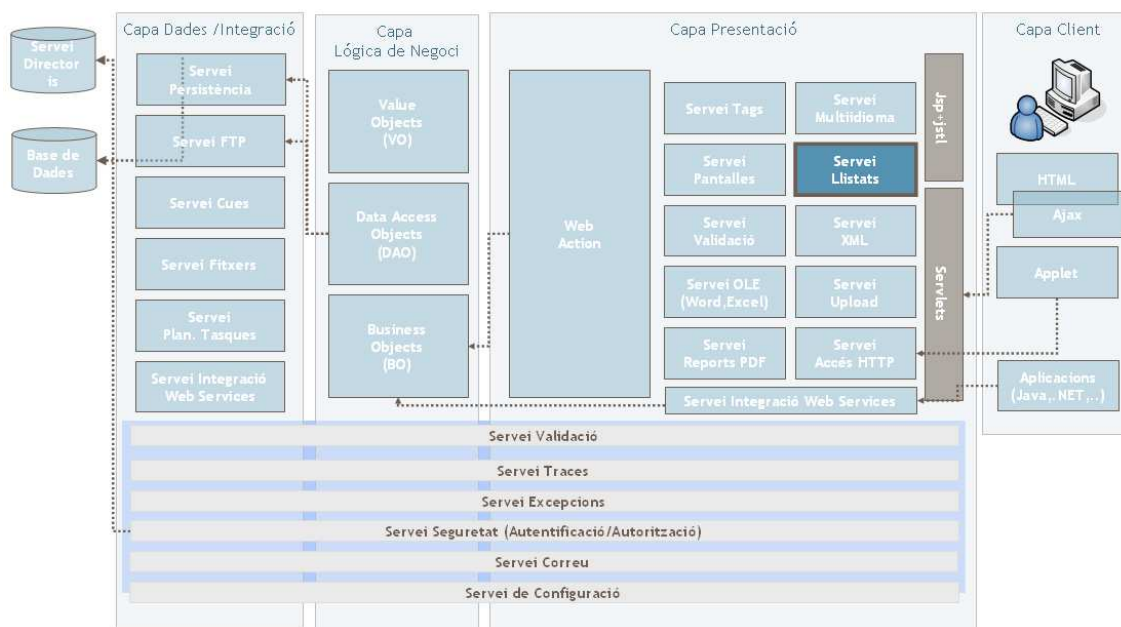 Servei
Director
is
Base de
Dades
Capa Dades /Integració
Servei
Persistència
Servei FTP
Servei Cues
Servei Fitxers
Servei
Plan. Tasques
Servei Integració
Web Services
Capa
Lógica de Negoci
Value
Objects
(VO)
Data Access
Objects
(DAO)
Business
Objects
(BO)
Capa Presentació
Web
Action
Servei Tags
Servei
Multiidioma
Servei
Pantalles
Servei
Llistats
Servei
Validació
Servei
XML
Servei OLE
(Word,Excel)
Servei
Upload
Servei
Reports PDF
Servei
Accés HTTP
Servei Integració Web Services
Jsp+jstl
Servlets
Capa Client
HTML
Ajax
Applet
Aplicacions
(Java,.NET,..)
Servei Validació
Servei Traces
Servei Excepcions
Servei Seguretat (Autentificació/Autorització)
Servei Correu
Servei de Configuració